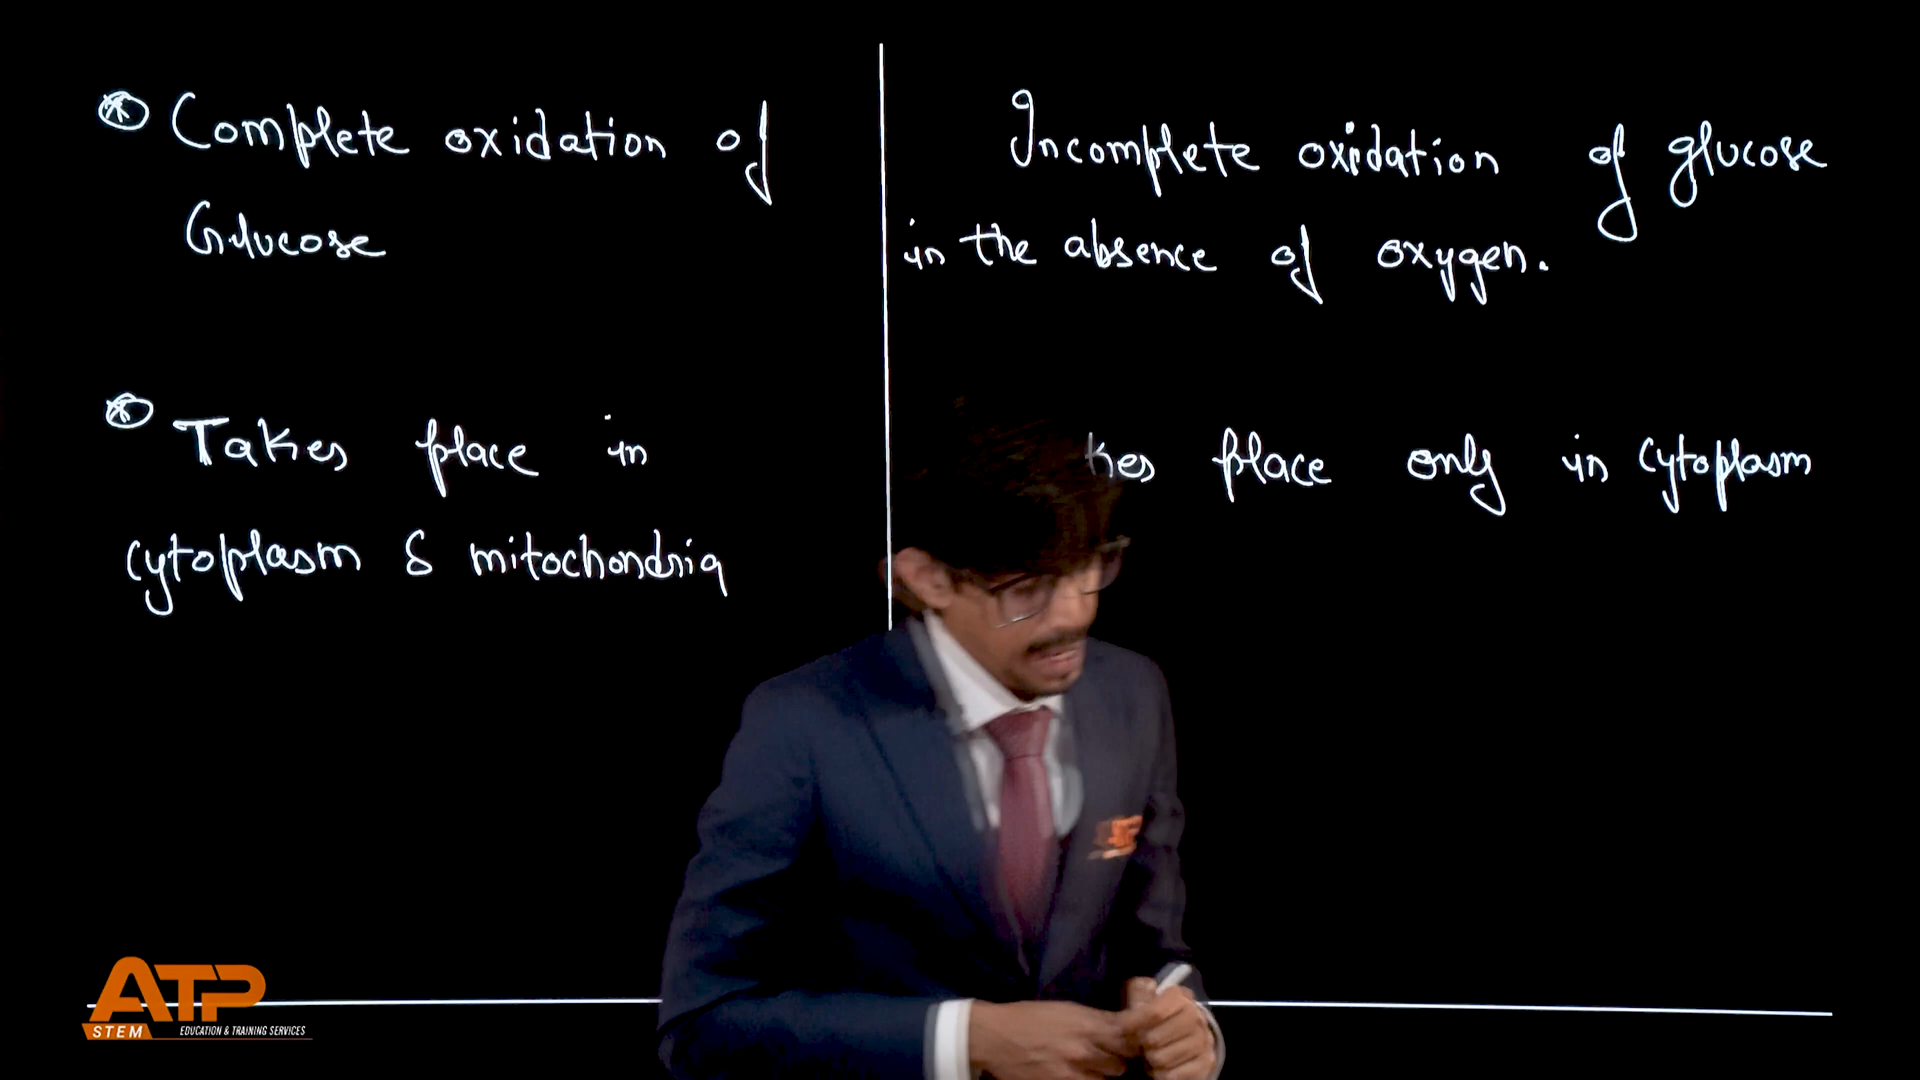 Complete oxidation of
Glucose
Incomplete oxidation of glucose
in the absence of oxygen.
Takes place in
cytoplasm & mitochondria
kes place only in cytoplasm
ATP
STEM
EDUCATION & TRAINING SERVICES